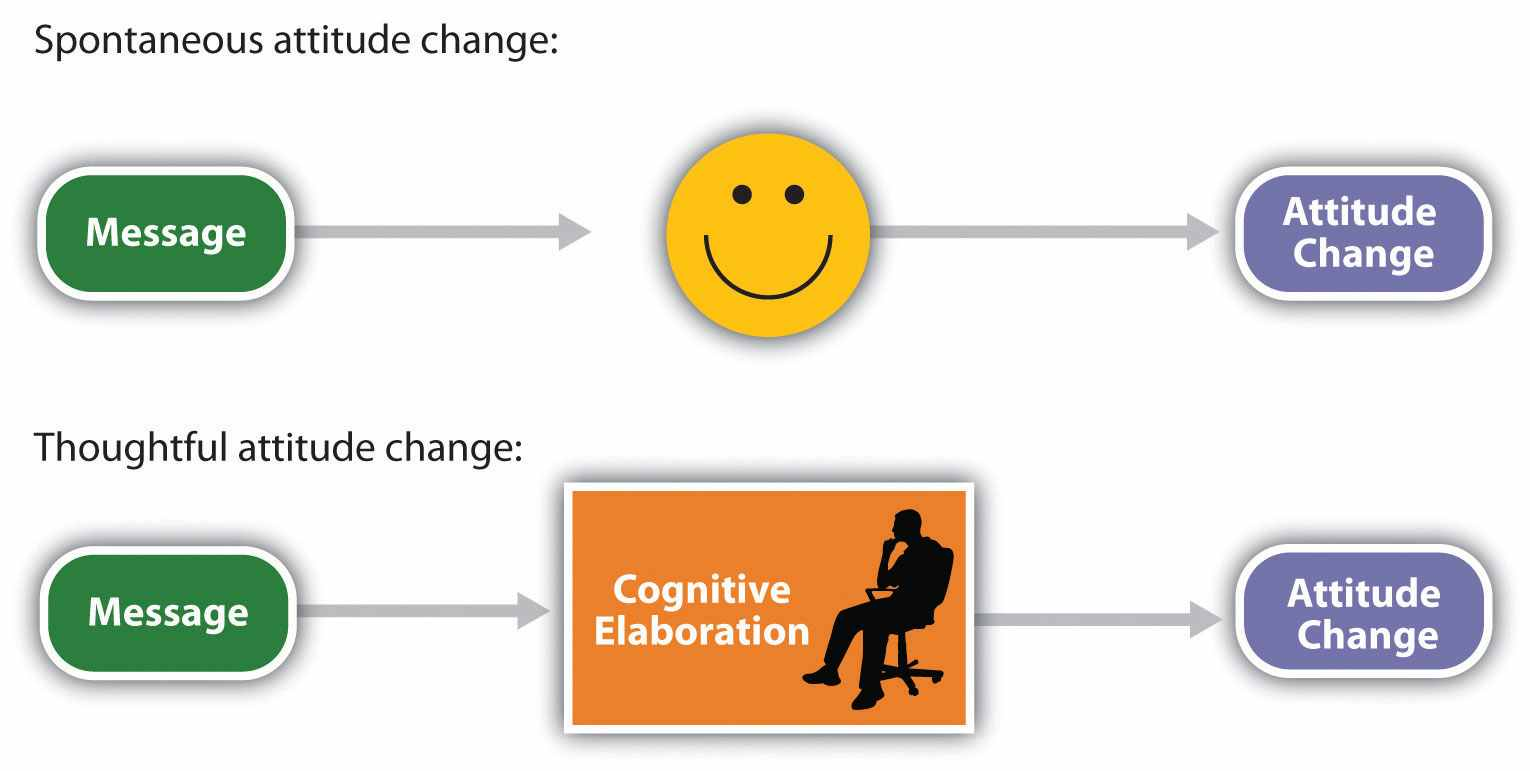 Spontaneous attitude change:
Message
Attitude
Change
Thoughtful attitude change:
Message
Cognitive
Elaboration
Attitude
Change